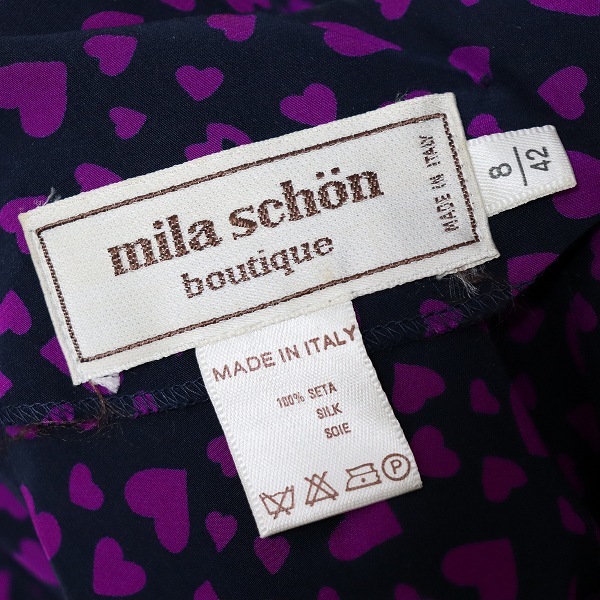 mila schön
boutique
MADE IN ITALY
8/42
MADE IN ITALY
100% SETA
SILK
SOIE
P